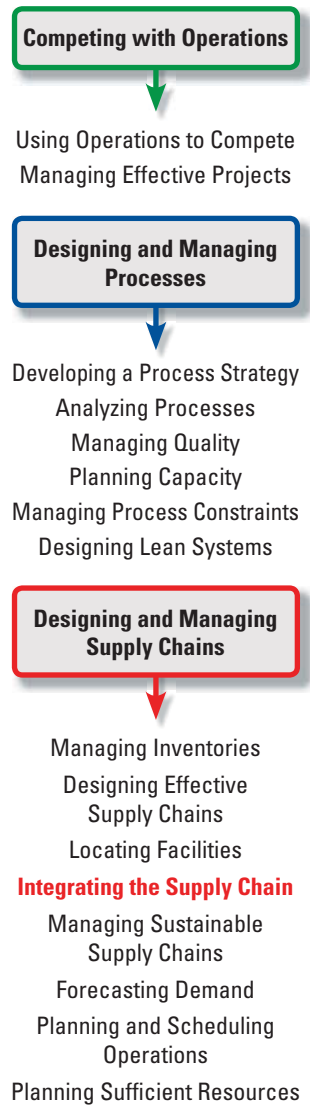 Competing with Operations
Using Operations to Compete
Managing Effective Projects
Designing and Managing
Processes
Developing a Process Strategy
Analyzing Processes
Managing Quality
Planning Capacity
Managing Process Constraints
Designing Lean Systems
Designing and Managing
Supply Chains
Managing Inventories
Designing Effective
Supply Chains
Locating Facilities
Integrating the Supply Chain
Managing Sustainable
Supply Chains
Forecasting Demand
Planning and Scheduling
Operations
Planning Sufficient Resources